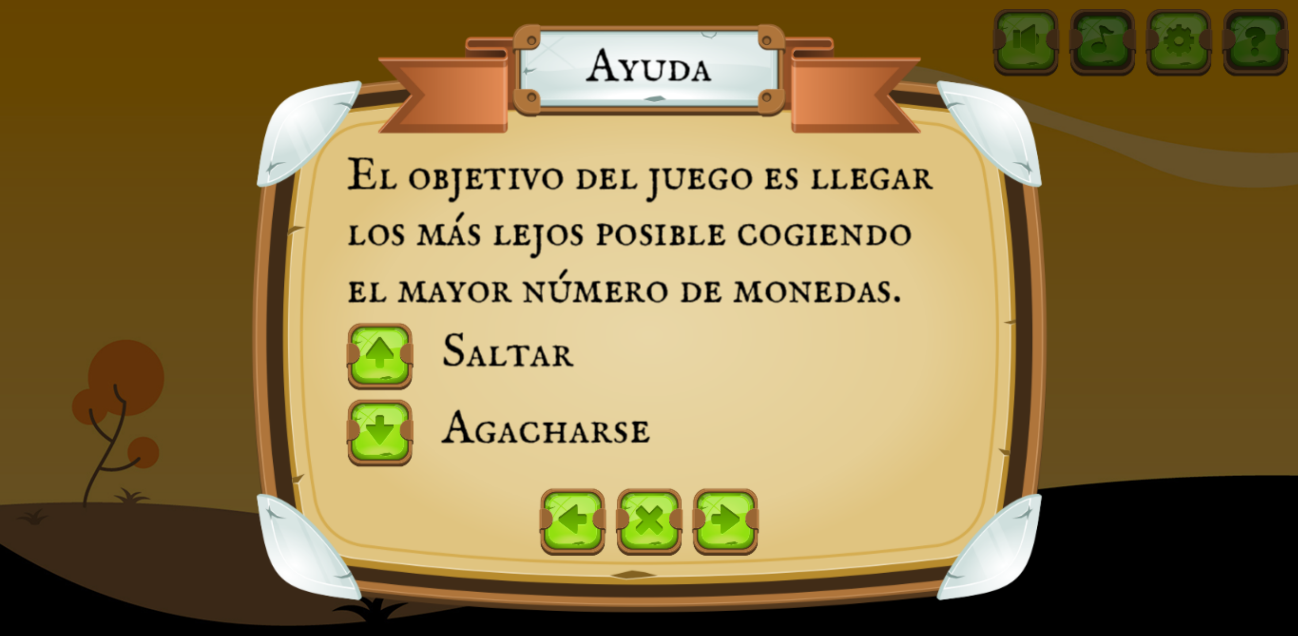 Ayuda
El objetivo del juego es llegar
los más lejos posible cogiendo
el mayor número de monedas.
Saltar
Agacharse